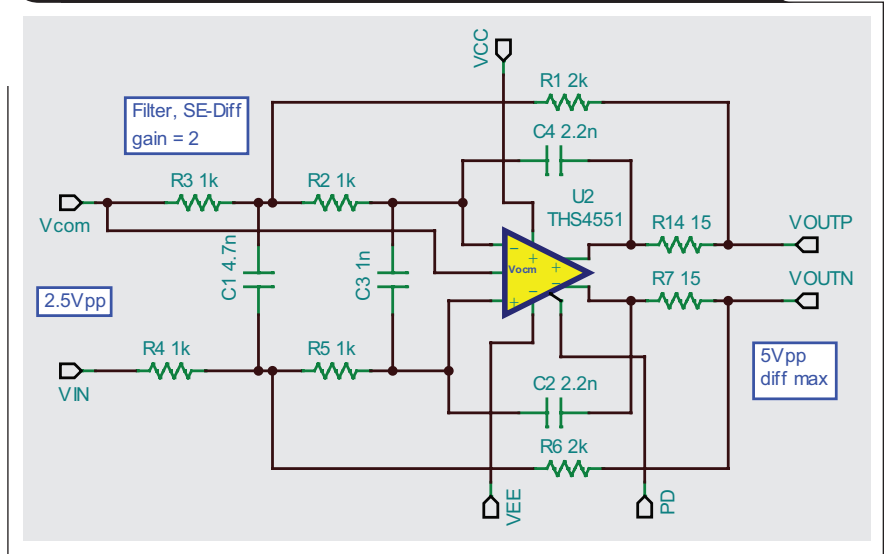 VCC
R1 2k
Filter, SE-Diff
gain = 2
C4 2.2n
R3 1k
R2 1k
U2
THS4551
Vcom
R14 15
VOUTP
C1 4.7n
C3 1n
Vocm
VOUTN
R7 15
2.5Vpp
R4 1k
R5 1k
5Vpp
diff max
VIN
C2 2.2n
R6 2k
VEE
PD